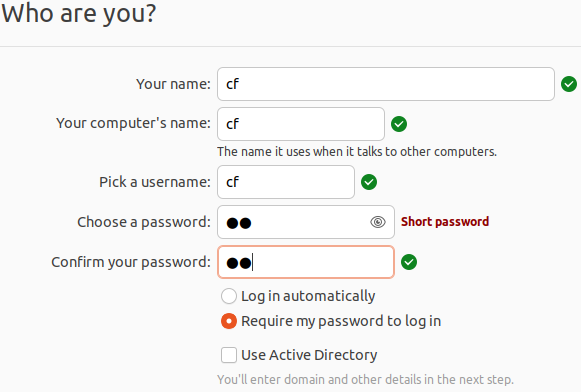 Who are you?
Your name: cf
Your computer's name: cf
The name it uses when it talks to other computers.
Pick a username: cf
Choose a password: ●● Short password
Confirm your password: ●●
Log in automatically
Require my password to log in
Use Active Directory
You'll enter domain and other details in the next step.